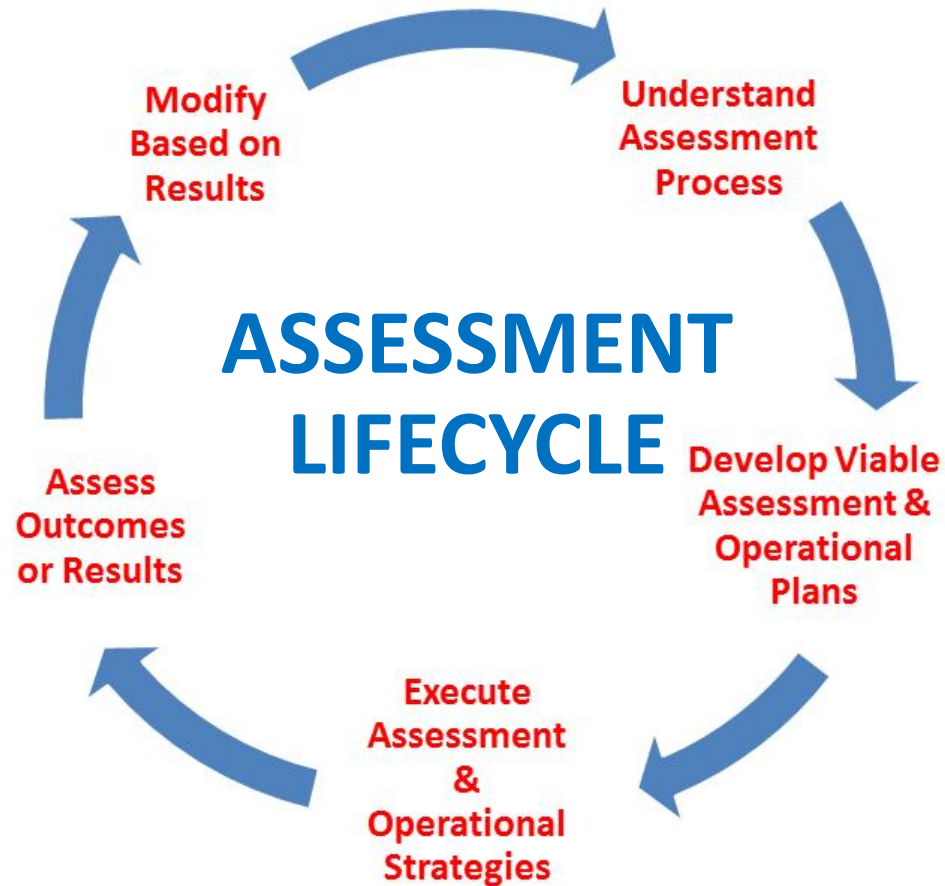 ASSESSMENT
LIFECYCLE
Understand
Assessment
Process
Develop Viable
Assessment &
Operational
Plans
Execute
Assessment
&
Operational
Strategies
Assess
Outcomes
or Results
Modify
Based on
Results